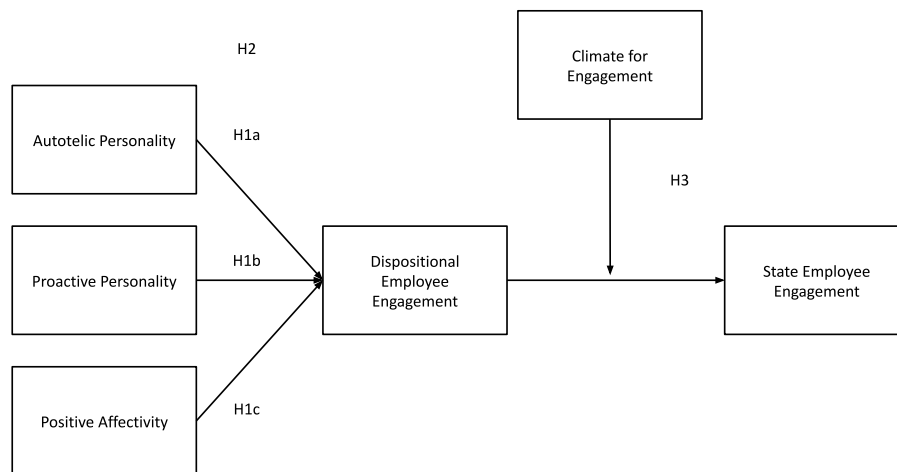 H2
Climate for
Engagement
Autotelic Personality
H1a
H3
Proactive Personality
H1b
Dispositional
Employee
Engagement
State Employee
Engagement
Positive Affectivity
H1c